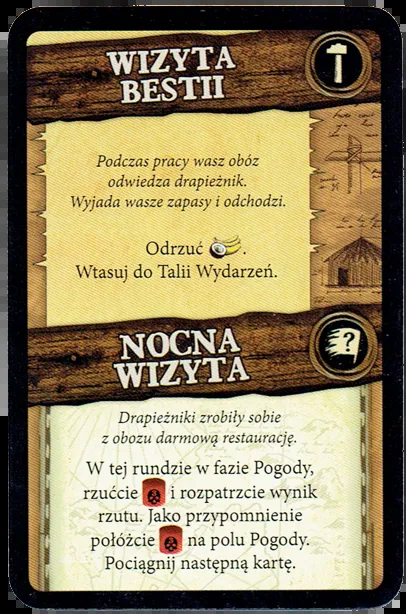 WIZYTA
BESTII
Podczas pracy wasz obóz
odwiedza drapieżnik.
Wyjada wasze zapasy i odchodzi.
Odrzuć .
Wtasuj do Talii Wydarzeń.
NOCNA
WIZYTA
?
Drapieżniki zrobiły sobie
z obozu darmową restaurację.
W tej rundzie w fazie Pogody,
rzućcie i rozpatrzcie wynik
rzutu. Jako przypomnienie
połóżcie na polu Pogody.
Pociągnij następną kartę.